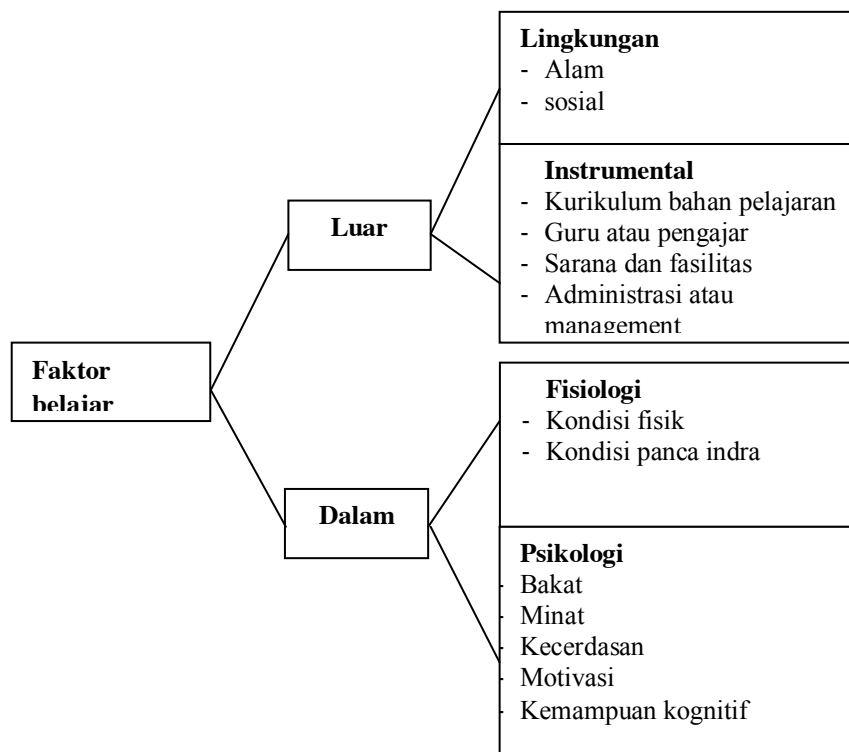 Lingkungan
- Alam
- sosial
Instrumental
- Kurikulum bahan pelajaran
- Guru atau pengajar
- Sarana dan fasilitas
- Administrasi atau
management
Luar
Faktor
belajar
Fisiologi
- Kondisi fisik
- Kondisi panca indra
Dalam
Psikologi
- Bakat
- Minat
- Kecerdasan
- Motivasi
- Kemampuan kognitif